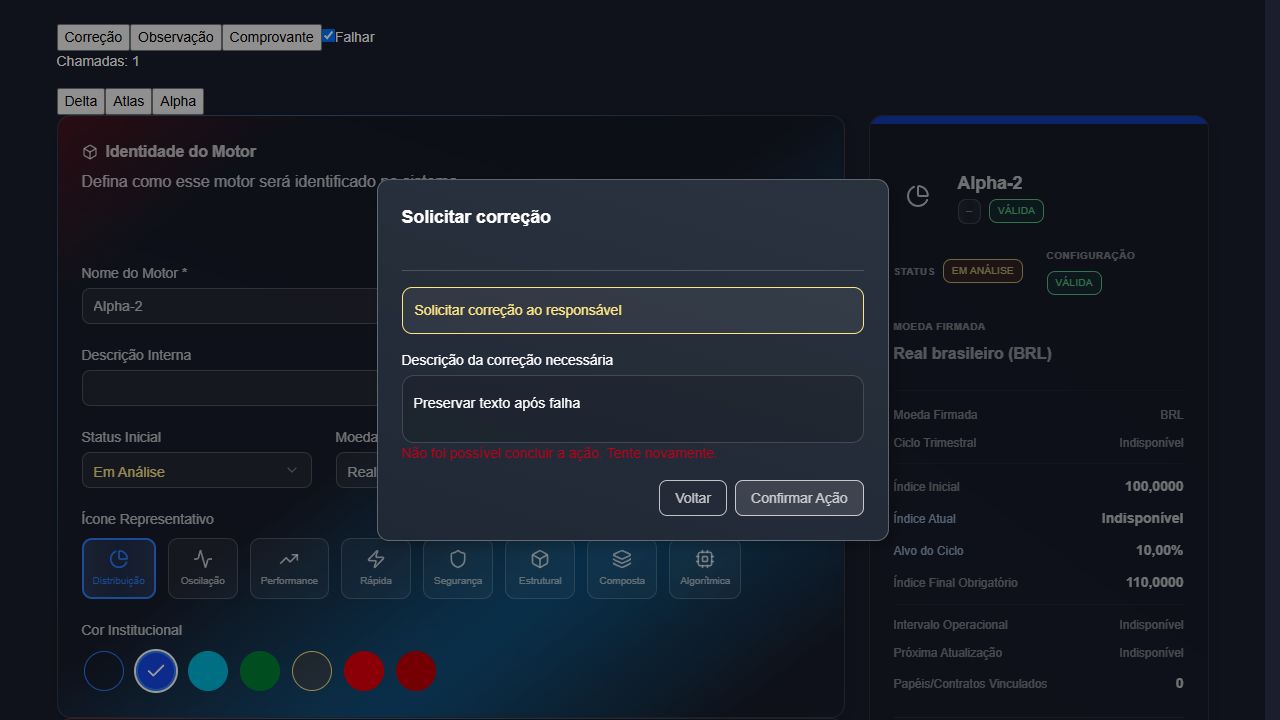 Correção Observação Comprovante Falhar
Chamadas: 1
Delta Atlas Alpha
Identidade do Motor
Defina como esse motor será identificado no sistema.
Nome do Motor *
Alpha-2
Descrição Interna
Status Inicial
Em Análise
Moeda
Real
Ícone Representativo
Distribuição Oscilação Performance Rápida Segurança Estrutural Composta Algorítmica
Cor Institucional
Solicitar correção
Solicitar correção ao responsável
Descrição da correção necessária
Preservar texto após falha
Não foi possível concluir a ação. Tente novamente.
Voltar Confirmar Ação
Alpha-2
– VÁLIDA
STATUS EM ANÁLISE
CONFIGURAÇÃO
VÁLIDA
MOEDA FIRMADA
Real brasileiro (BRL)
Moeda Firmada BRL
Ciclo Trimestral Indisponível
Índice Inicial 100,0000
Índice Atual Indisponível
Alvo do Ciclo 10,00%
Índice Final Obrigatório 110,0000
Intervalo Operacional Indisponível
Próxima Atualização Indisponível
Papéis/Contratos Vinculados 0